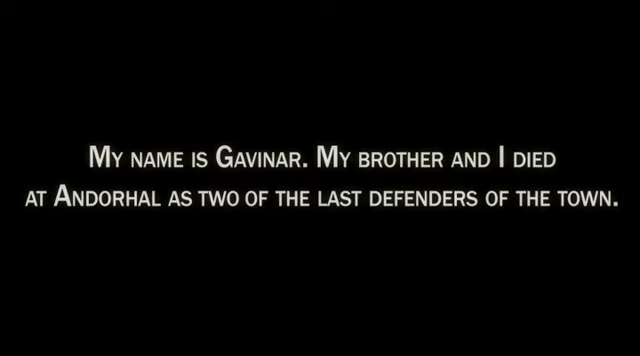 My name is Gavinar. My brother and I died
at Andorhal as two of the last defenders of the town.